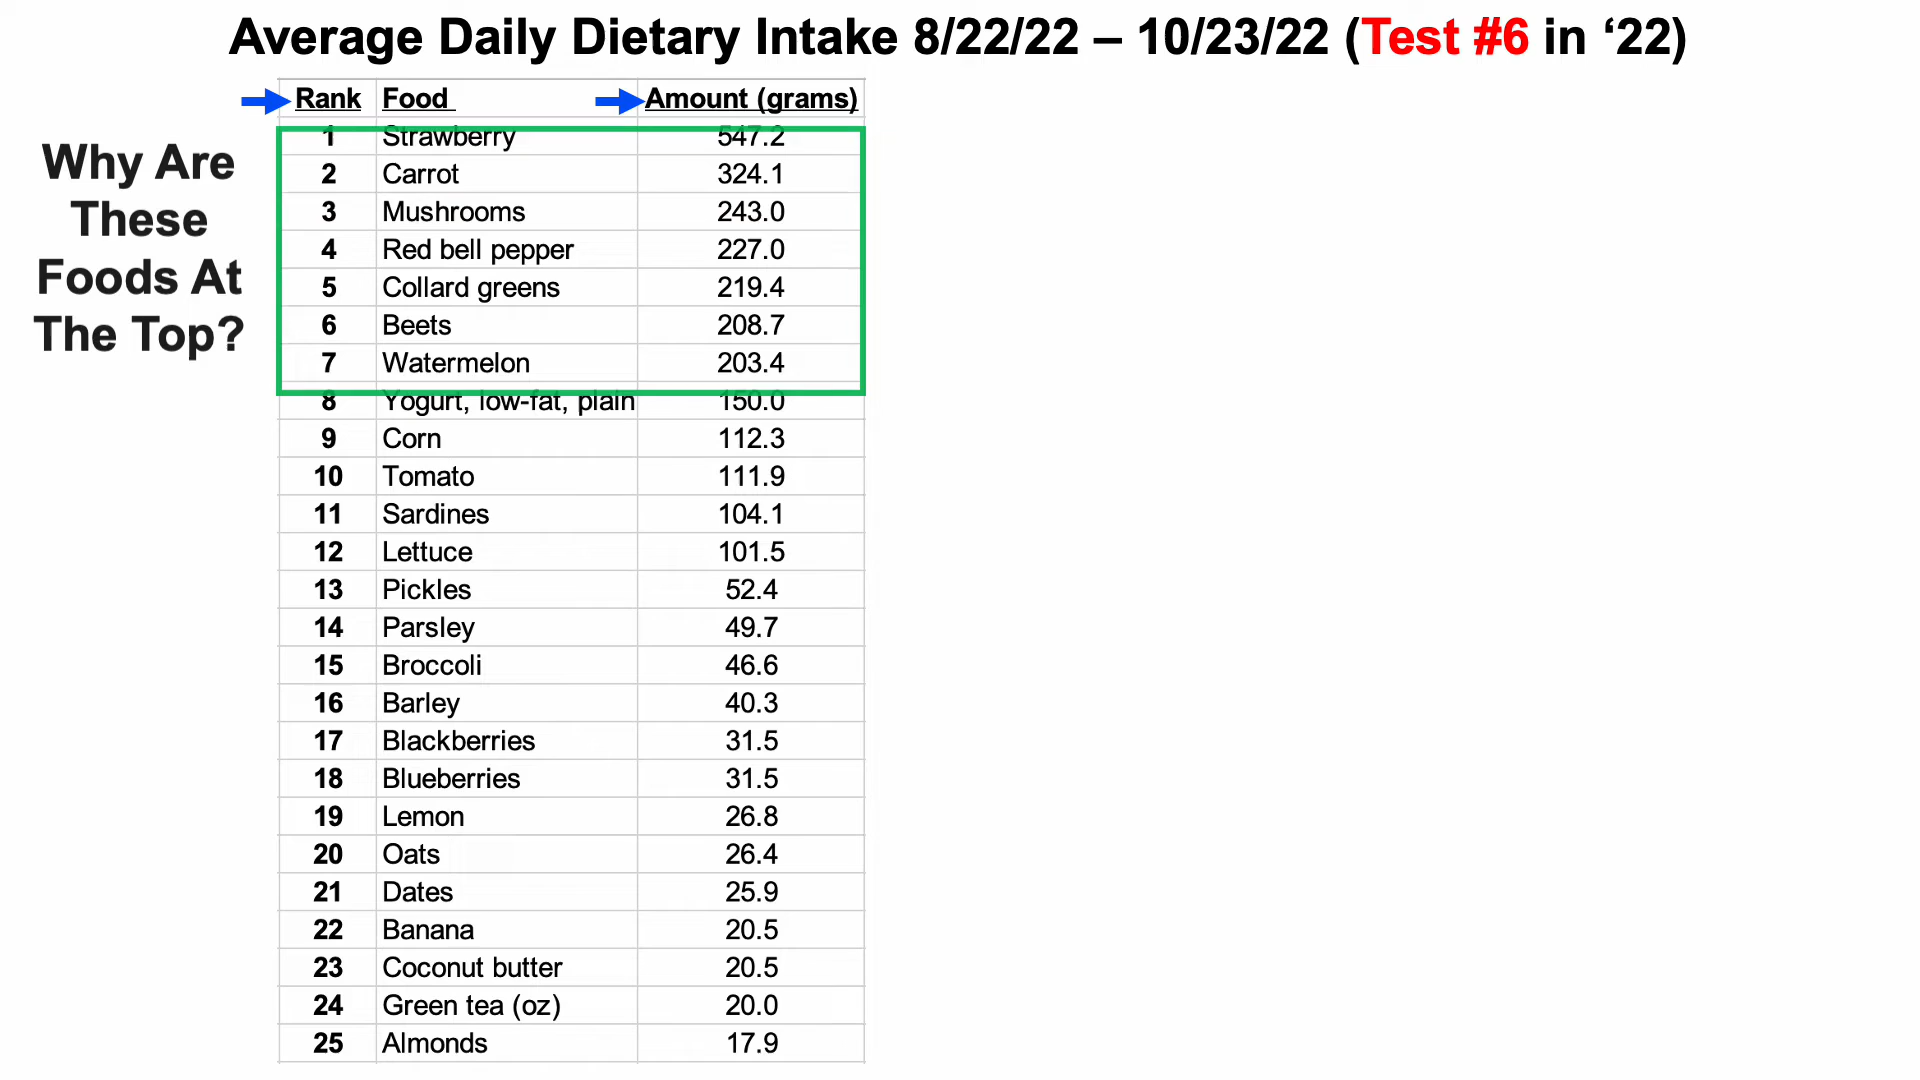 Average Daily Dietary Intake 8/22/22 – 10/23/22 (Test #6 in ‘22)
Why Are
These
Foods At
The Top?
Rank Food Amount (grams)
1 Strawberry 547.2
2 Carrot 324.1
3 Mushrooms 243.0
4 Red bell pepper 227.0
5 Collard greens 219.4
6 Beets 208.7
7 Watermelon 203.4
8 Yogurt, low-fat, plain 150.0
9 Corn 112.3
10 Tomato 111.9
11 Sardines 104.1
12 Lettuce 101.5
13 Pickles 52.4
14 Parsley 49.7
15 Broccoli 46.6
16 Barley 40.3
17 Blackberries 31.5
18 Blueberries 31.5
19 Lemon 26.8
20 Oats 26.4
21 Dates 25.9
22 Banana 20.5
23 Coconut butter 20.5
24 Green tea (oz) 20.0
25 Almonds 17.9